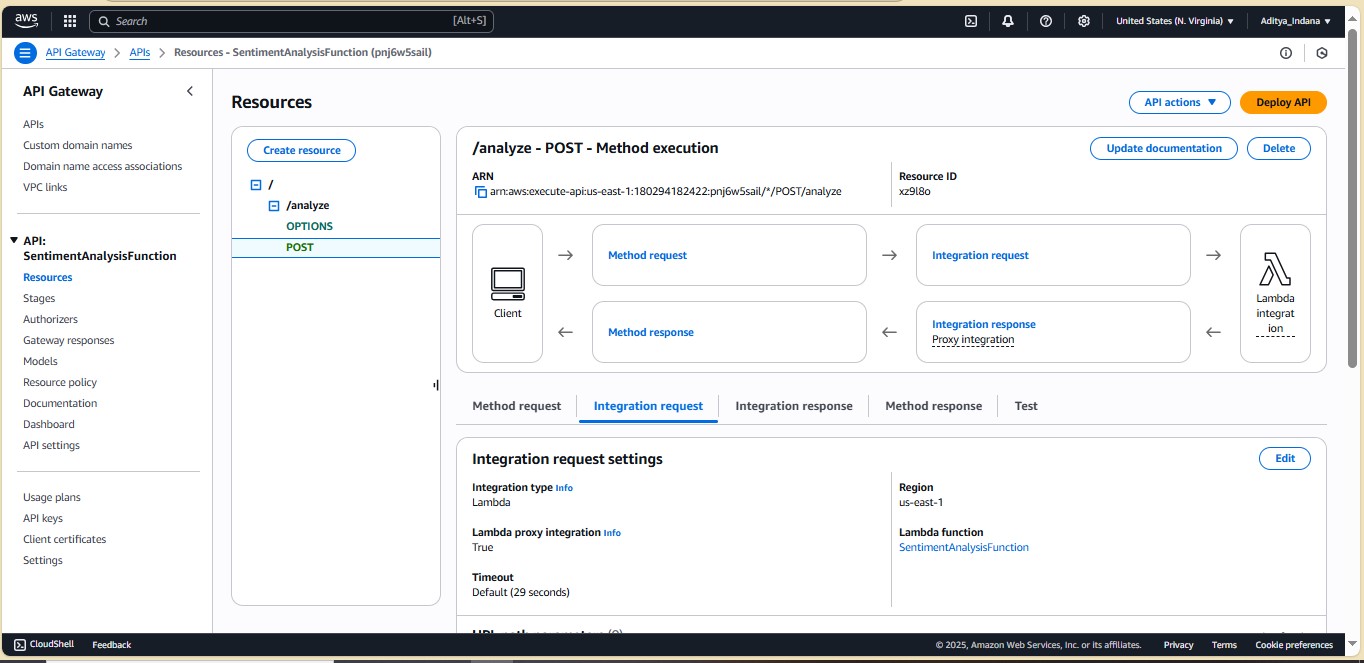 aws
Search
[Alt+S]
United States (N. Virginia) ▼
Aditya_Indana ▼
API Gateway > APIs > Resources - SentimentAnalysisFunction (pnj6w5sail)
API Gateway
APIs
Custom domain names
Domain name access associations
VPC links
API:
SentimentAnalysisFunction
Resources
Stages
Authorizers
Gateway responses
Models
Resource policy
Documentation
Dashboard
API settings
Usage plans
API keys
Client certificates
Settings
Resources
API actions ▼
Deploy API
Create resource
/
/analyze
OPTIONS
POST
/analyze - POST - Method execution
Update documentation
Delete
ARN
arn:aws:execute-api:us-east-1:180294182422:pnj6w5sail/*/POST/analyze
Resource ID
xz9l8o
Client
Method request
Integration request
Method response
Integration response
Proxy integration
Lambda
integrat
ion
Method request
Integration request
Integration response
Method response
Test
Integration request settings
Edit
Integration type Info
Lambda
Region
us-east-1
Lambda proxy integration Info
True
Lambda function
SentimentAnalysisFunction
Timeout
Default (29 seconds)
CloudShell
Feedback
© 2025, Amazon Web Services, Inc. or its affiliates.
Privacy
Terms
Cookie preferences